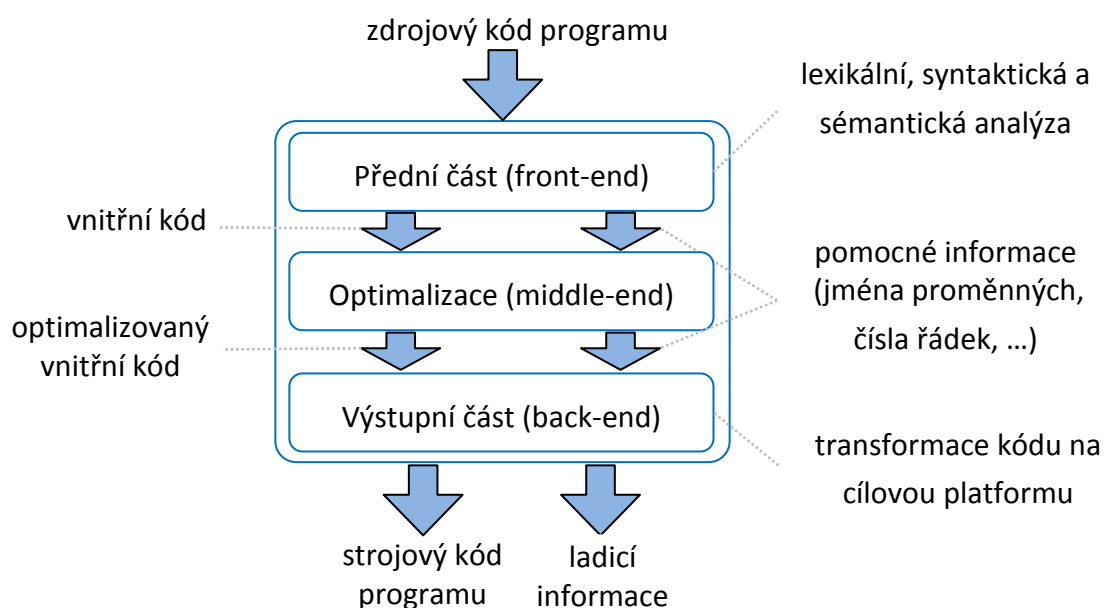 zdrojový kód programu
lexikální, syntaktická a
sémantická analýza
Přední část (front-end)
vnitřní kód
pomocné informace
(jména proměnných,
čísla řádek, ...)
Optimalizace (middle-end)
optimalizovaný
vnitřní kód
Výstupní část (back-end)
transformace kódu na
cílovou platformu
strojový kód
programu
ladicí
informace